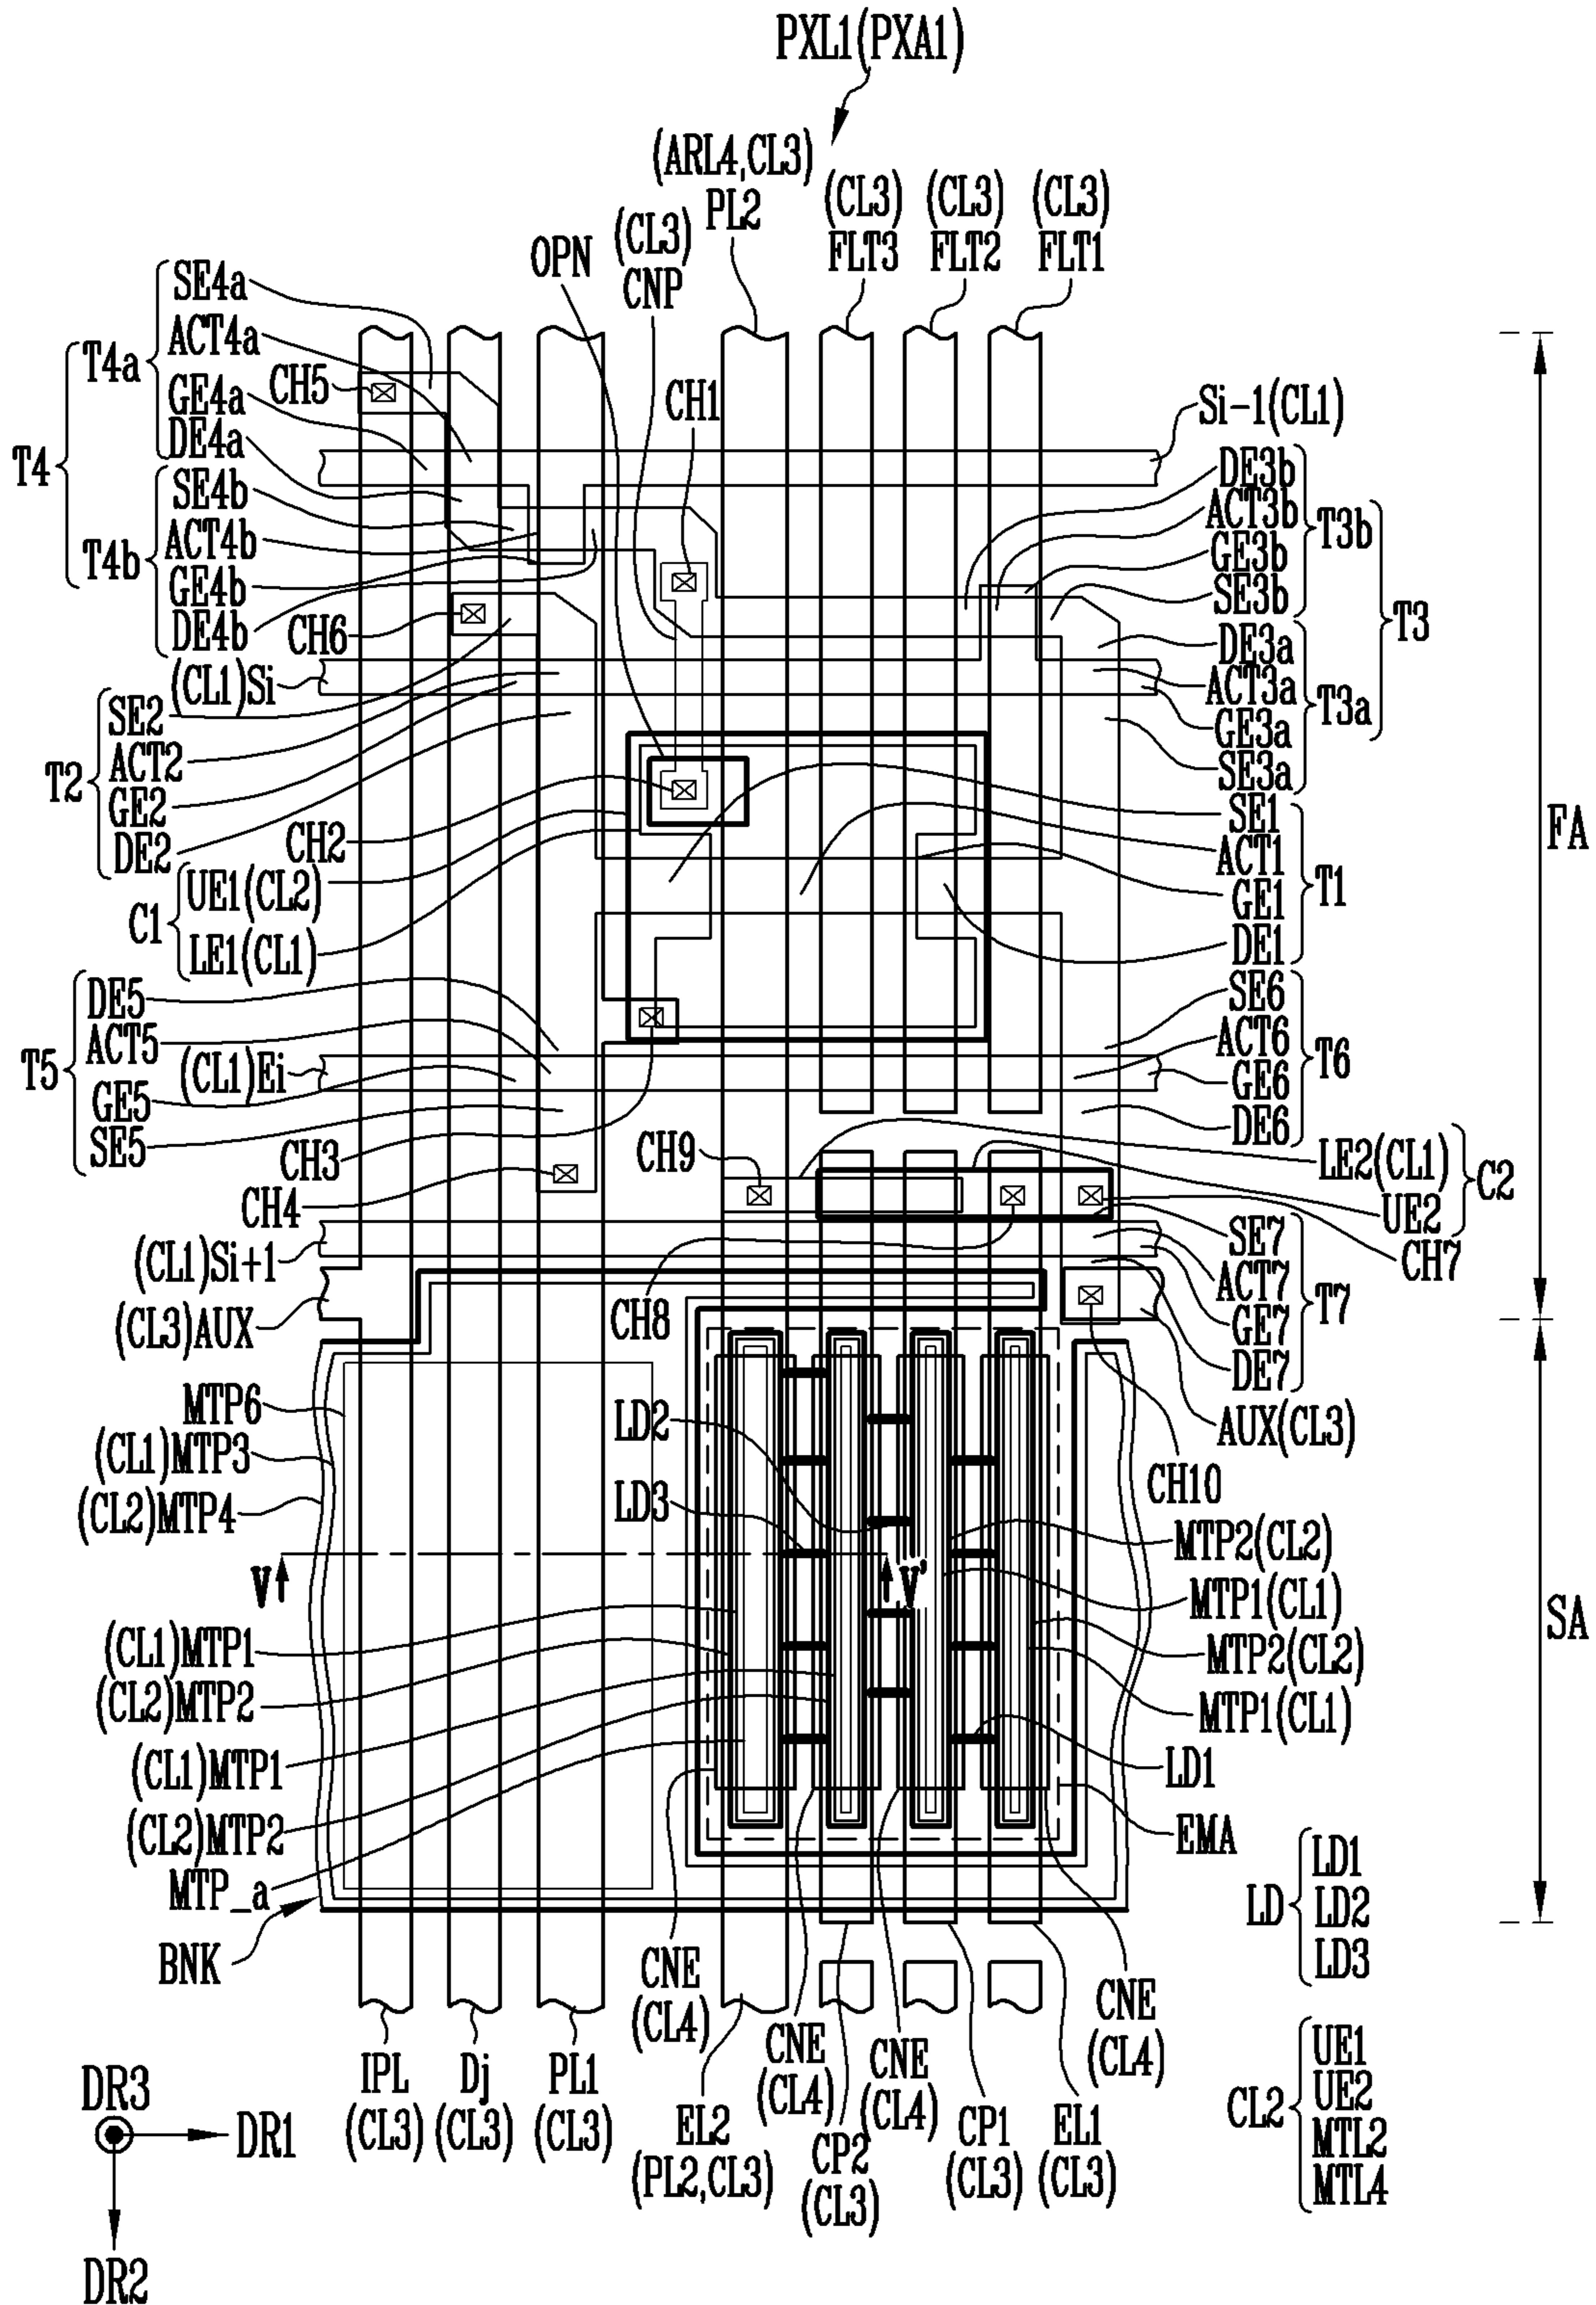 PXL1(PXA1)
(ARL4,CL3)
PL2
(CL3)
FLT3
(CL3)
FLT2
(CL3)
FLT1
(CL3)
CNP
OPN
SE4a
ACT4a
T4a
GE4a
DE4a
T4
SE4b
ACT4b
T4b
GE4b
DE4b
CH5
CH1
CH6
Si-1(CL1)
DE3b
ACT3b
GE3b
SE3b
T3b
T3
DE3a
ACT3a
GE3a
SE3a
T3a
(CL1)Si
SE2
ACT2
T2
GE2
DE2
CH2
UE1(CL2)
C1
LE1(CL1)
SE1
ACT1
GE1
DE1
T1
FA
DE5
ACT5
T5
(CL1)Ei
GE5
SE5
CH3
CH4
CH9
SE6
ACT6
GE6
DE6
T6
LE2(CL1)
UE2
C2
CH7
(CL1)Si+1
(CL3)AUX
CH8
SE7
ACT7
GE7
DE7
T7
AUX(CL3)
CH10
MTP6
(CL1)MTP3
(CL2)MTP4
LD2
LD3
V
V'
MTP2(CL2)
MTP1(CL1)
MTP2(CL2)
MTP1(CL1)
SA
(CL1)MTP1
(CL2)MTP2
(CL1)MTP1
(CL2)MTP2
MTP_a
BNK
LD1
EMA
LD
LD1
LD2
LD3
CNE
(CL4)
CNE
(CL4)
CNE
(CL4)
CNE
(CL4)
IPL
(CL3)
Dj
(CL3)
PL1
(CL3)
EL2
(PL2,CL3)
CP2
(CL3)
CP1
(CL3)
EL1
(CL3)
CL2
UE1
UE2
MTL2
MTL4
DR3
DR1
DR2